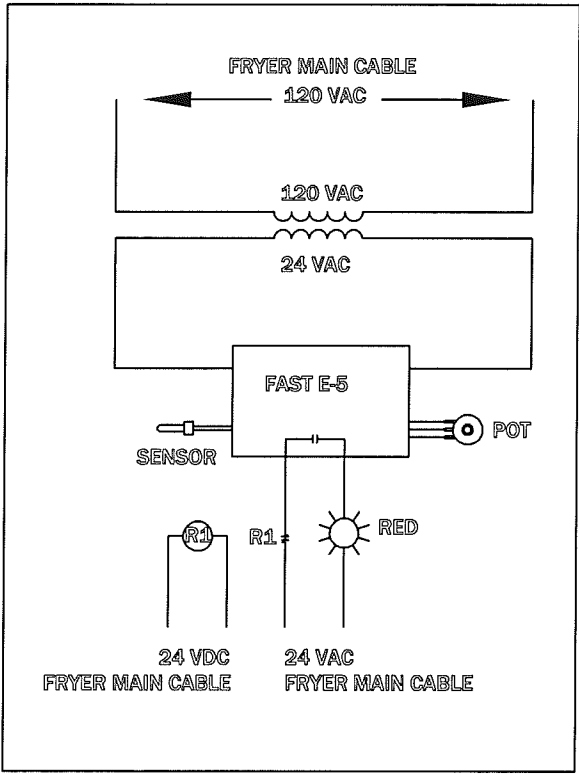 FRYER MAIN CABLE
120 VAC
120 VAC
24 VAC
FAST E-5
SENSOR
POT
R1
R1
RED
24 VDC
FRYER MAIN CABLE
24 VAC
FRYER MAIN CABLE